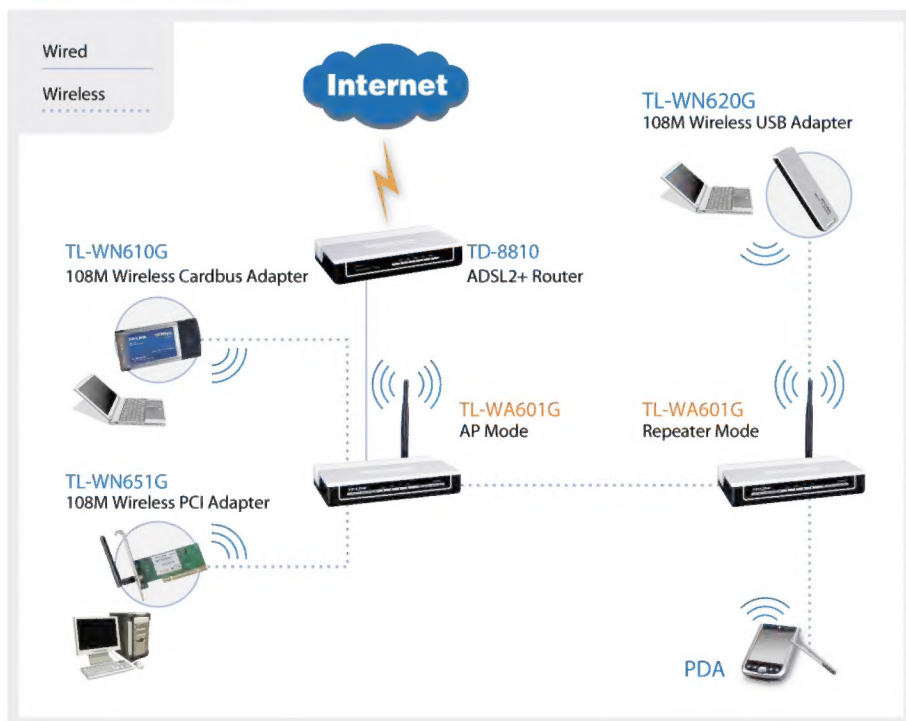 Wired
Wireless
Internet
TL-WN620G
108M Wireless USB Adapter
TL-WN610G
108M Wireless Cardbus Adapter
TD-8810
ADSL2+ Router
TL-WA601G
AP Mode
TL-WA601G
Repeater Mode
TL-WN651G
108M Wireless PCI Adapter
PDA